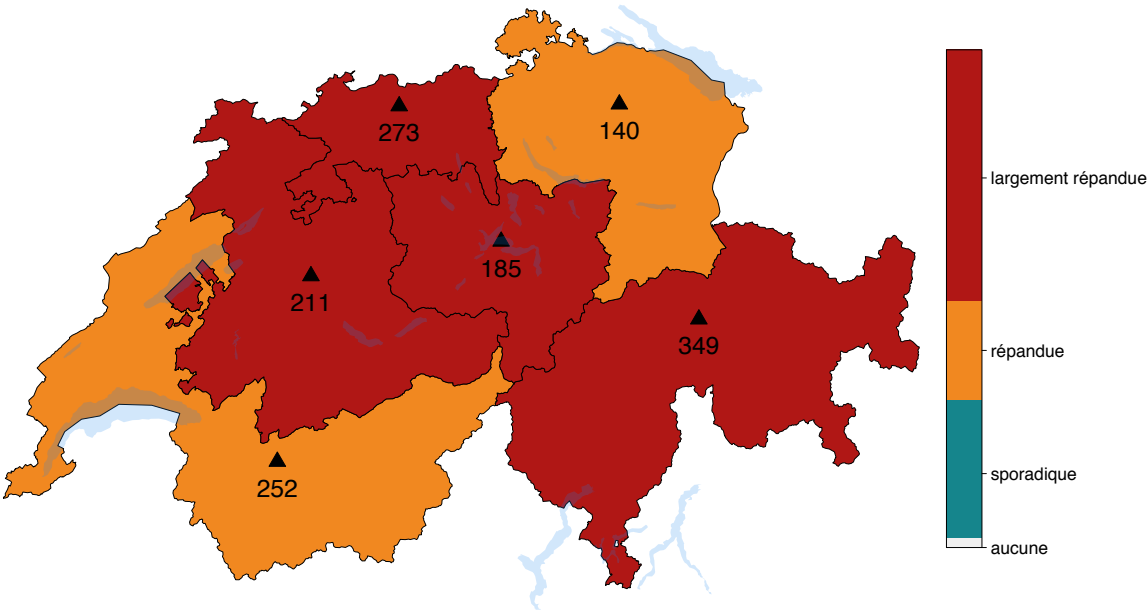 273
140
185
211
349
252
largement répandue
répandue
sporadique
aucune